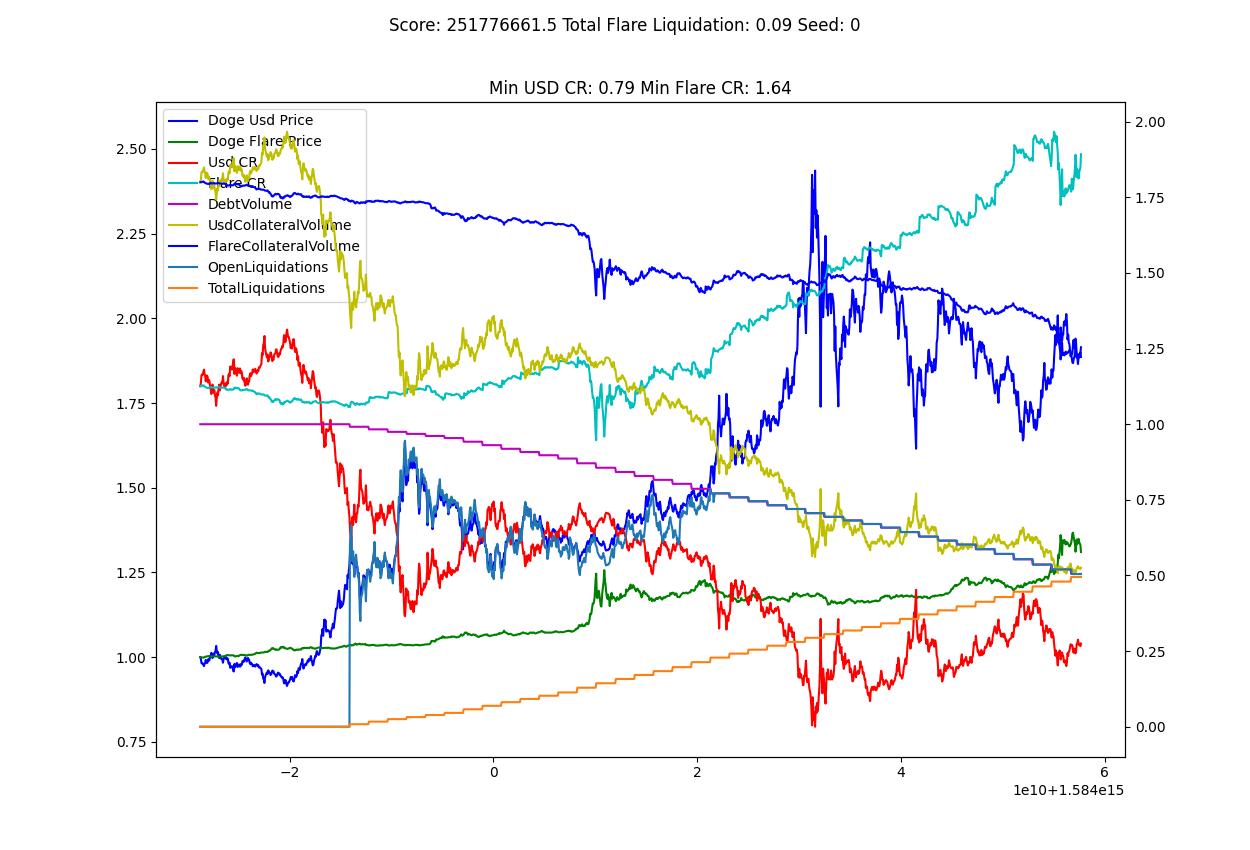 Score: 251776661.5 Total Flare Liquidation: 0.09 Seed: 0
Min USD CR: 0.79 Min Flare CR: 1.64
Doge Usd Price
Doge Flare Price
Usd CR
Flare CR
DebtVolume
UsdCollateralVolume
FlareCollateralVolume
OpenLiquidations
TotalLiquidations
2.50
2.25
2.00
1.75
1.50
1.25
1.00
0.75
2.00
1.75
1.50
1.25
1.00
0.75
0.50
0.25
0.00
−2
0
2
4
6
1e10+1.584e15